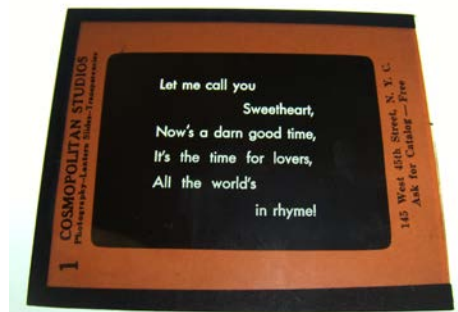 1 COSMOPOLITAN STUDIOS
Photography—Lantern Slides—Transparencies
Let me call you
Sweetheart,
Now's a darn good time,
It's the time for lovers,
All the world's
in rhyme!
145 West 45th Street, N. Y. C.
Ask for Catalog — Free